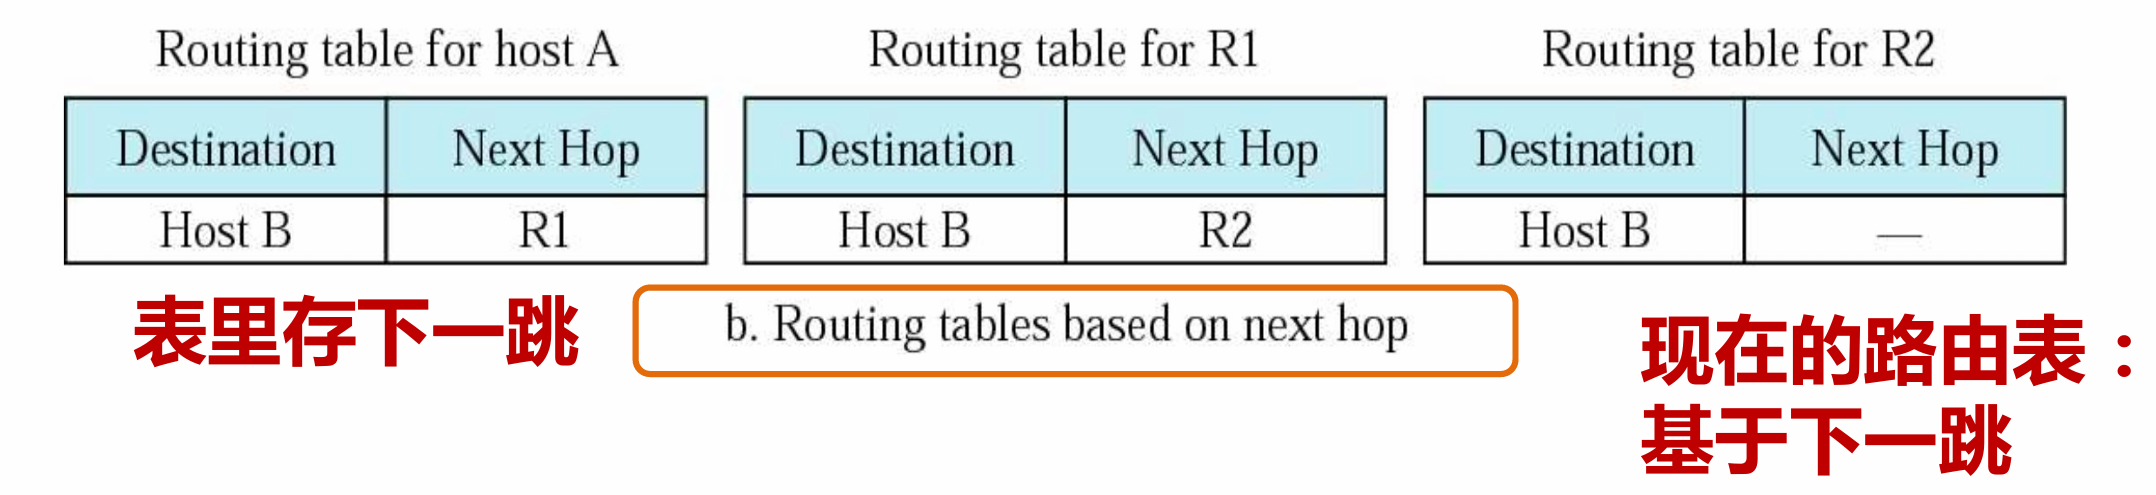 Routing table for host A
Routing table for R1
Routing table for R2
Destination Next Hop
Host B R1
Destination Next Hop
Host B R2
Destination Next Hop
Host B —
表里存下一跳
b. Routing tables based on next hop
现在的路由表：
基于下一跳